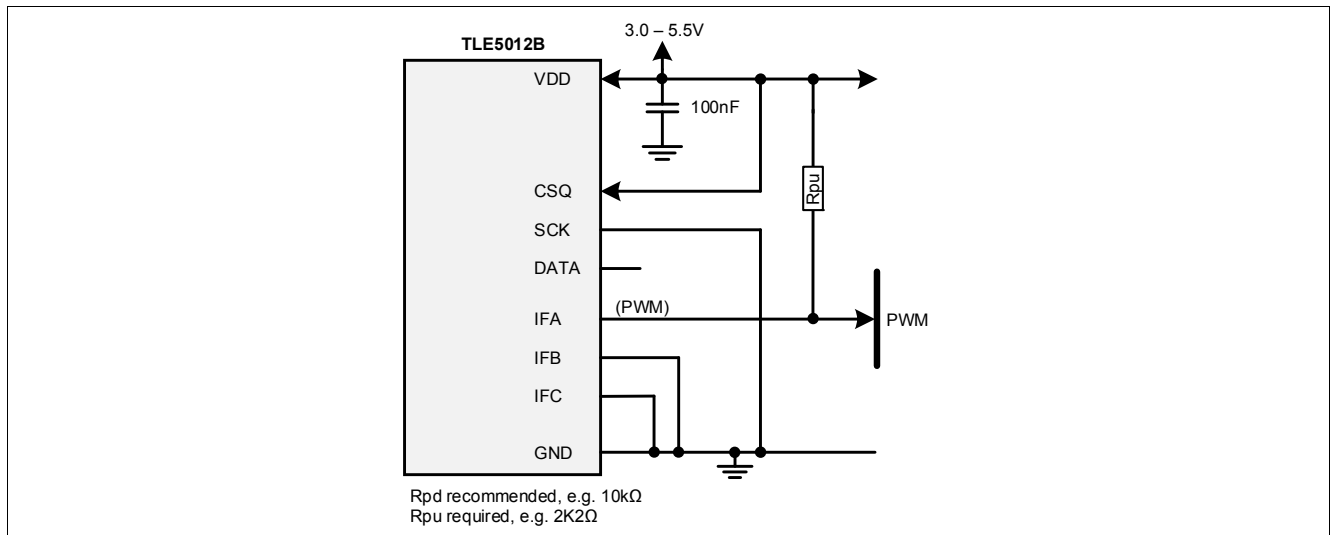 3.0 – 5.5V
TLE5012B
VDD
100nF
CSQ
Rpu
SCK
DATA
IFA
(PWM)
PWM
IFB
IFC
GND
Rpd recommended, e.g. 10kΩ
Rpu required, e.g. 2K2Ω